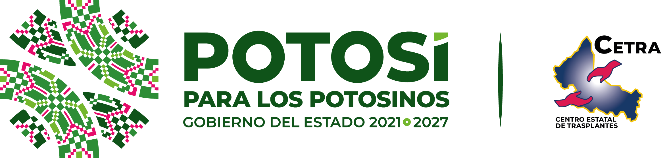 POTOSÍ
PARA LOS POTOSINOS
GOBIERNO DEL ESTADO 2021 2027
CETRA
CENTRO ESTATAL
DE TRASPLANTES